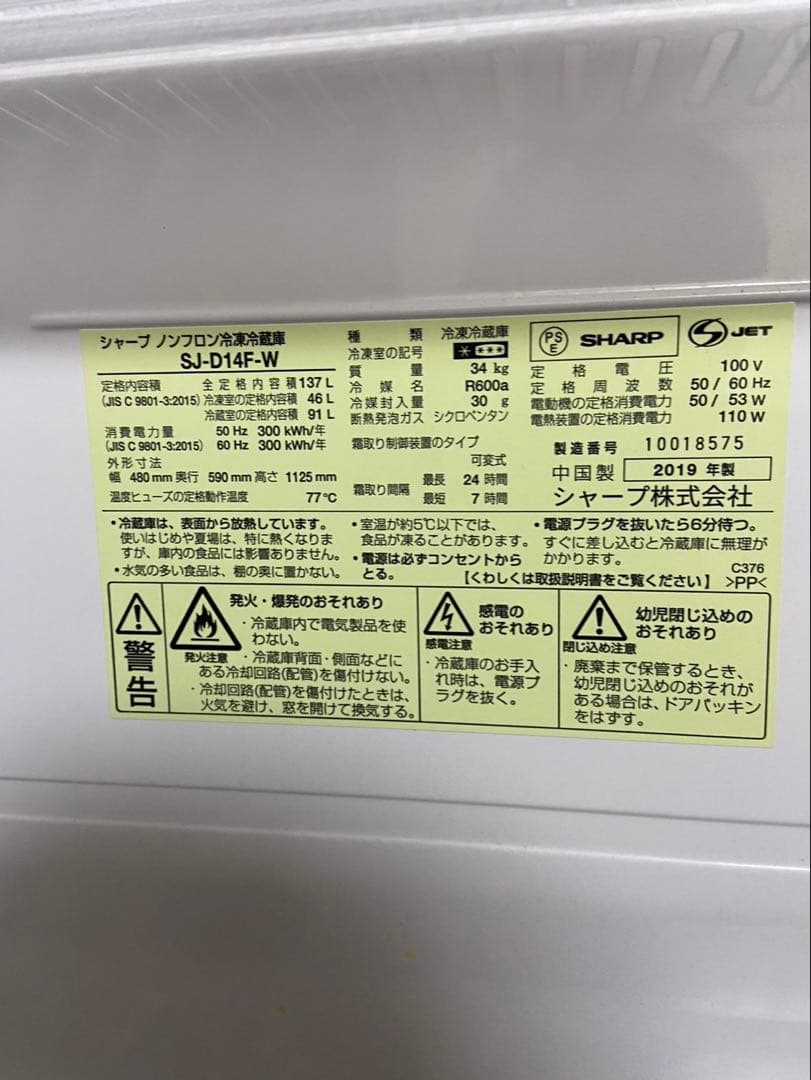 シャープ ノンフロン冷凍冷蔵庫
SJ-D14F-W
定格内容積 全定格内容積 137 L
(JIS C 9801-3:2015) 冷凍室の定格内容積 46 L
冷蔵室の定格内容積 91 L
消費電力量 50 Hz 300 kWh/年
(JIS C 9801-3:2015) 60 Hz 300 kWh/年
外形寸法
幅 480 mm 奥行 590 mm 高さ 1125 mm
温度ヒューズの定格動作温度 77℃
種類 冷凍冷蔵庫
冷凍室の記号 * ***
質量 34 kg
冷媒名 R600a
冷媒封入量 30 g
断熱発泡ガス シクロペンタン
霜取り制御装置のタイプ
可変式
霜取り間隔 最長 24 時間
最短 7 時間
PS
E
SHARP
S JET
定格電圧 100 V
定格周波数 50 / 60 Hz
電動機の定格消費電力 50 / 53 W
電熱装置の定格消費電力 110 W
製造番号 10018575
中国製 2019 年製
シャープ株式会社
・冷蔵庫は、表面から放熱しています。
使いはじめや夏場は、特に熱くなりま
すが、庫内の食品には影響ありません。
・水気の多い食品は、棚の奥に置かない。
・室温が約5℃以下では、
食品が凍ることがあります。
・電源は必ずコンセントから
とる。
・電源プラグを抜いたら6分待つ。
すぐに差し込むと冷蔵庫に無理が
かかります。
C376
【くわしくは取扱説明書をご覧ください】 >PP<
警告
発火・爆発のおそれあり
・冷蔵庫内で電気製品を使
わない。
発火注意
・冷蔵庫背面・側面などに
ある冷却回路(配管)を傷付けない。
・冷却回路(配管)を傷付けたときは、
火気を避け、窓を開けて換気する。
感電の
おそれあり
感電注意
・冷蔵庫のお手入
れ時は、電源プ
ラグを抜く。
幼児閉じ込めの
おそれあり
閉じ込め注意
・廃棄まで保管するとき、
幼児閉じ込めのおそれが
ある場合は、ドアパッキン
をはずす。